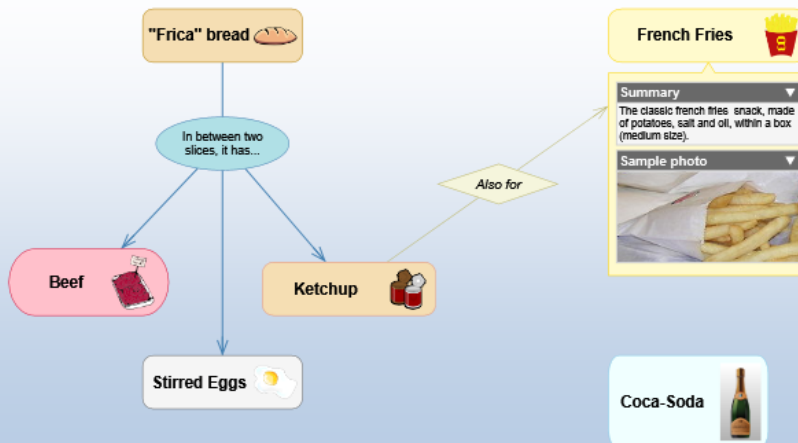 "Frica" bread
French Fries
Summary
The classic french fries snack, made
of potatoes, salt and oil, within a box
(medium size).
In between two
slices, it has...
Sample photo
Also for
Beef
Ketchup
Stirred Eggs
Coca-Soda